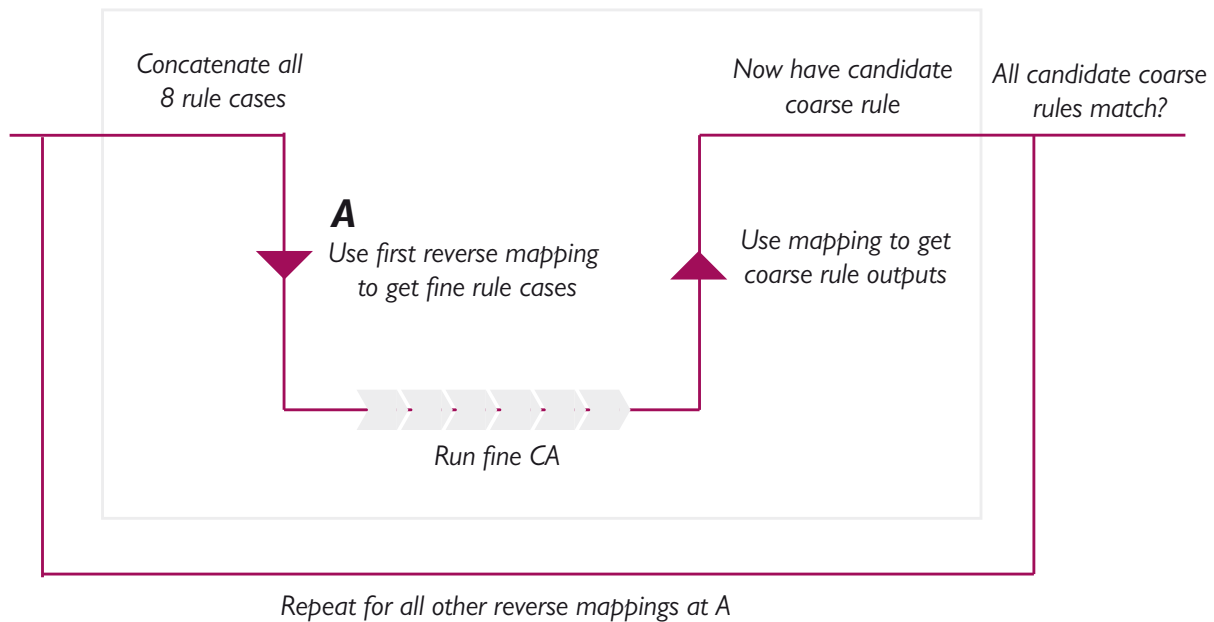 Concatenate all
8 rule cases
Now have candidate
coarse rule
All candidate coarse
rules match?
A
Use first reverse mapping
to get fine rule cases
Use mapping to get
coarse rule outputs
Run fine CA
Repeat for all other reverse mappings at A